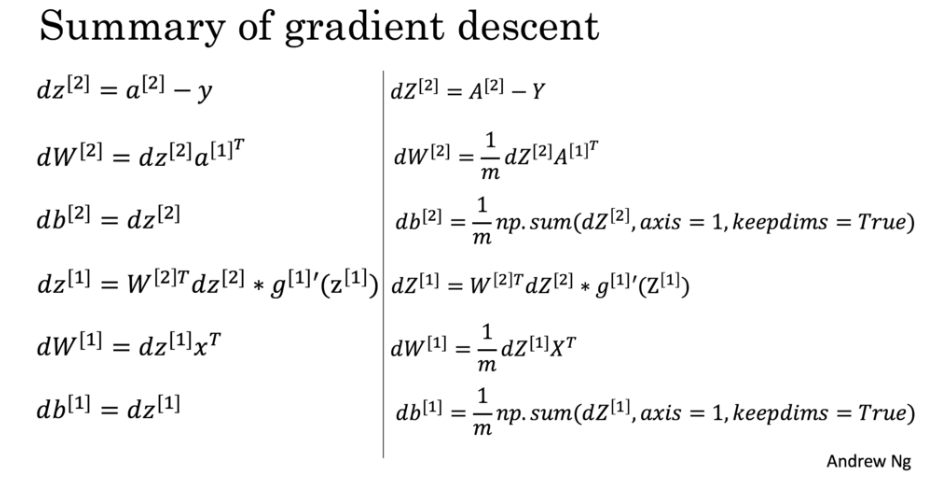 Summary of gradient descent
dz^{[2]} = a^{[2]} − y
dW^{[2]} = dz^{[2]}a^{[1]^T}
db^{[2]} = dz^{[2]}
dz^{[1]} = W^{[2]T}dz^{[2]} * g^{[1]}'(z^{[1]})
dW^{[1]} = dz^{[1]}x^T
db^{[1]} = dz^{[1]}
dZ^{[2]} = A^{[2]} − Y
dW^{[2]} = \frac{1}{m}dZ^{[2]}A^{[1]^T}
db^{[2]} = \frac{1}{m}np.sum(dZ^{[2]}, axis = 1, keepdims = True)
dZ^{[1]} = W^{[2]T}dZ^{[2]} * g^{[1]}'(Z^{[1]})
dW^{[1]} = \frac{1}{m}dZ^{[1]}X^T
db^{[1]} = \frac{1}{m}np.sum(dZ^{[1]}, axis = 1, keepdims = True)
Andrew Ng